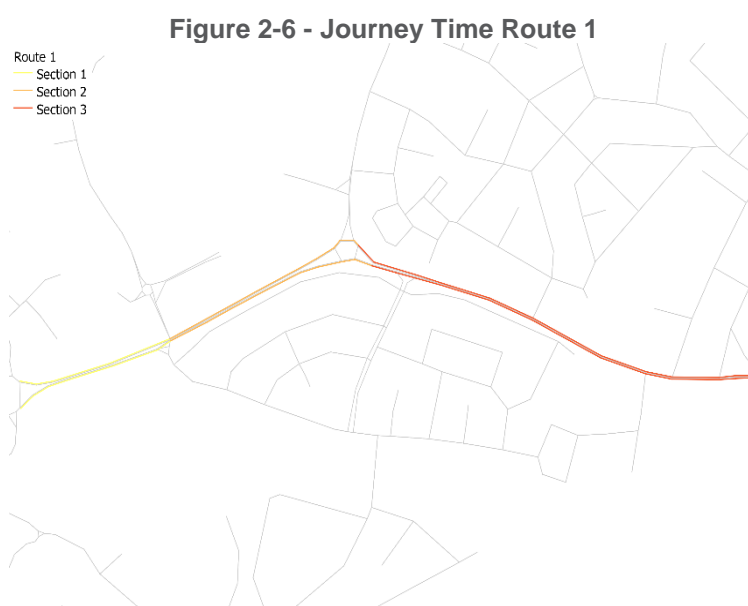 Figure 2-6 - Journey Time Route 1
Route 1
Section 1
Section 2
Section 3